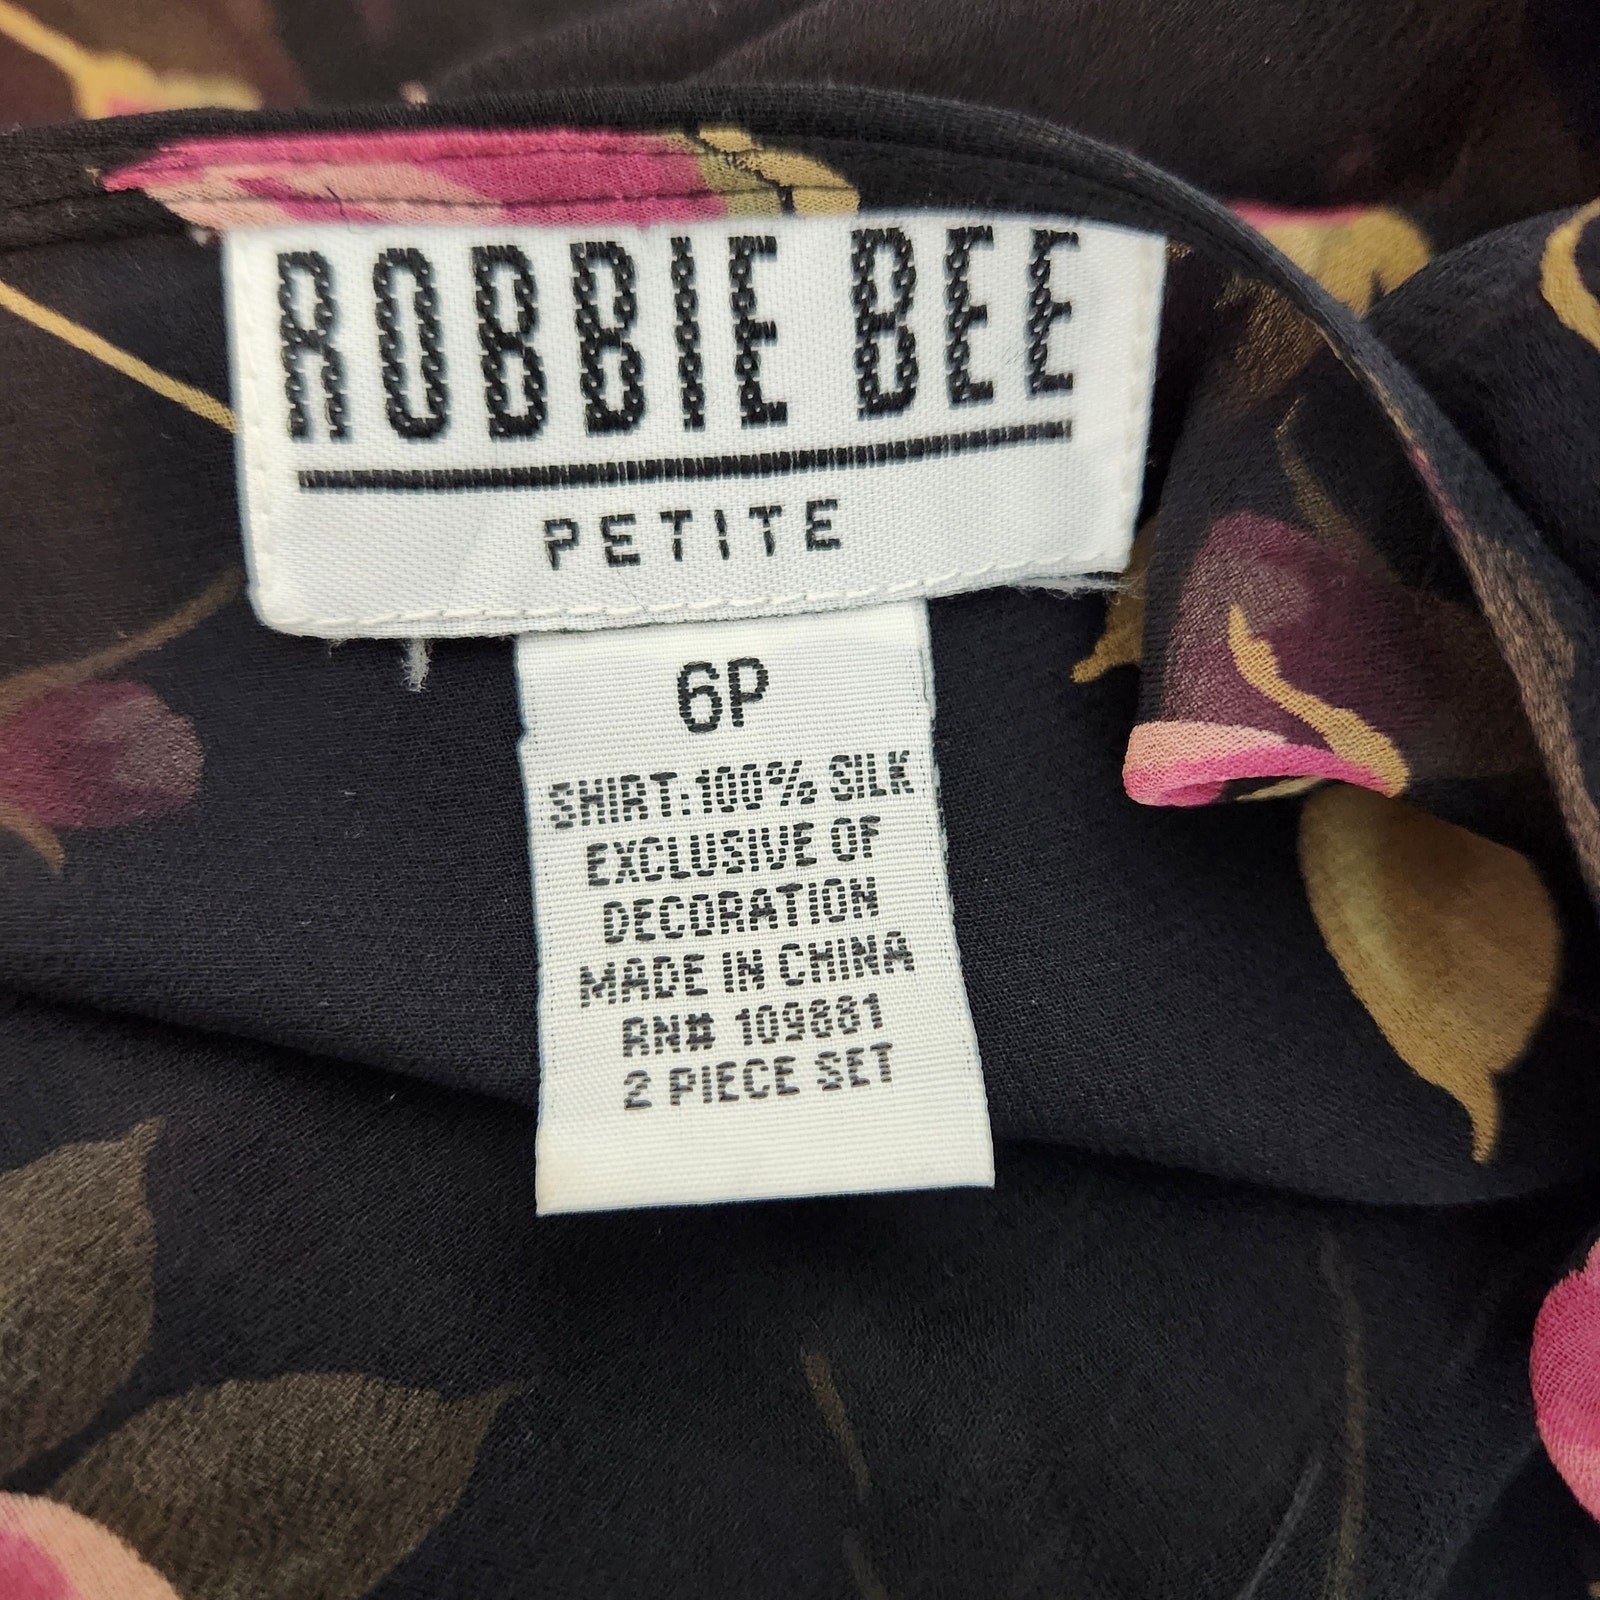 ROBBIE BEE
PETITE
6P
SHIRT:100% SILK
EXCLUSIVE OF
DECORATION
MADE IN CHINA
RN# 109881
2 PIECE SET